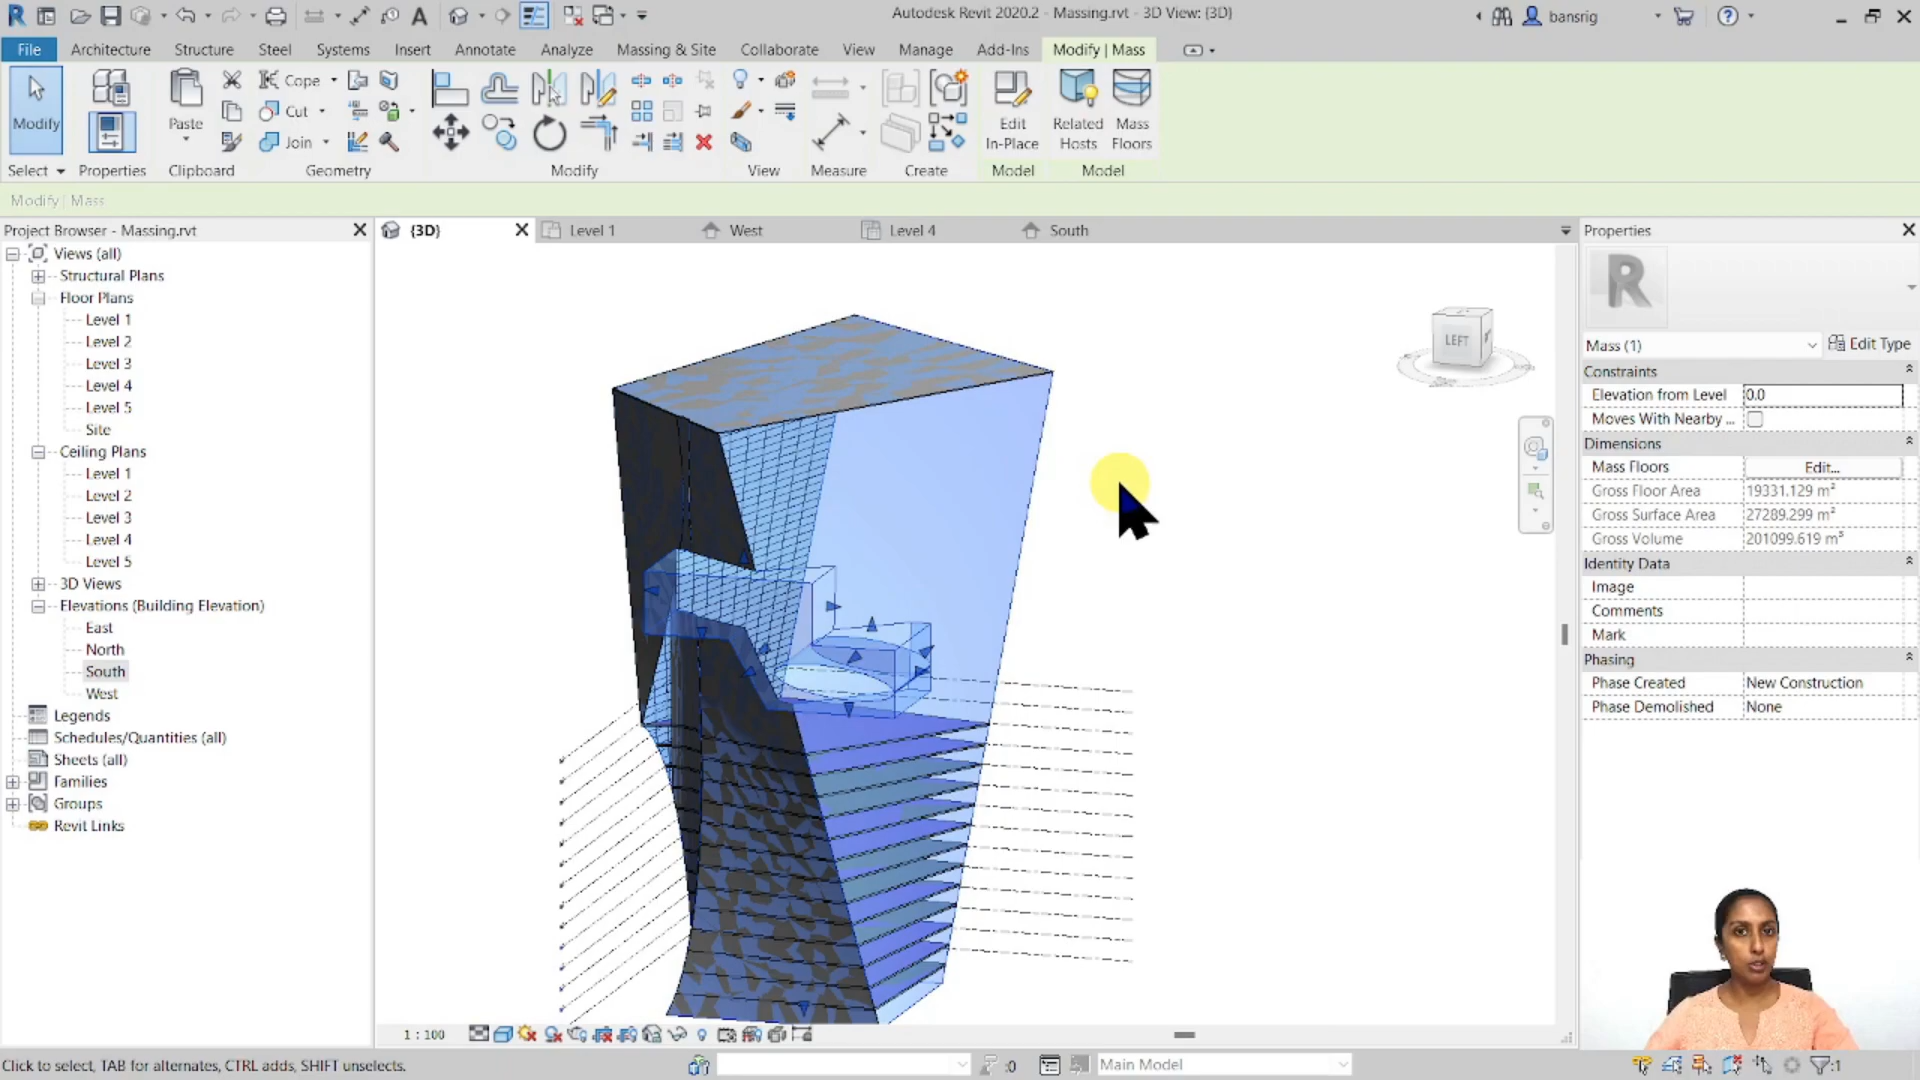 Autodesk Revit 2020.2 - Massing.rvt - 3D View: {3D}
bansrig
File
Architecture
Structure
Steel
Systems
Insert
Annotate
Analyze
Massing & Site
Collaborate
View
Manage
Add-Ins
Modify | Mass
Modify
Paste
Cope
Cut
Join
Edit
In-Place
Related
Hosts
Mass
Floors
Select
Properties
Clipboard
Geometry
Modify
View
Measure
Create
Model
Model
Modify | Mass
Project Browser - Massing.rvt
Views (all)
Structural Plans
Floor Plans
Level 1
Level 2
Level 3
Level 4
Level 5
Site
Ceiling Plans
Level 1
Level 2
Level 3
Level 4
Level 5
3D Views
Elevations (Building Elevation)
East
North
South
West
Legends
Schedules/Quantities (all)
Sheets (all)
Families
Groups
Revit Links
{3D}
Level 1
West
Level 4
South
LEFT
Properties
Mass (1)
Edit Type
Constraints
Elevation from Level 0.0
Moves With Nearby ...
Dimensions
Mass Floors Edit...
Gross Floor Area 19331.129 m²
Gross Surface Area 27289.299 m²
Gross Volume 201099.619 m³
Identity Data
Image
Comments
Mark
Phasing
Phase Created New Construction
Phase Demolished None
1 : 100
Click to select, TAB for alternates, CTRL adds, SHIFT unselects.
:0
Main Model
:1